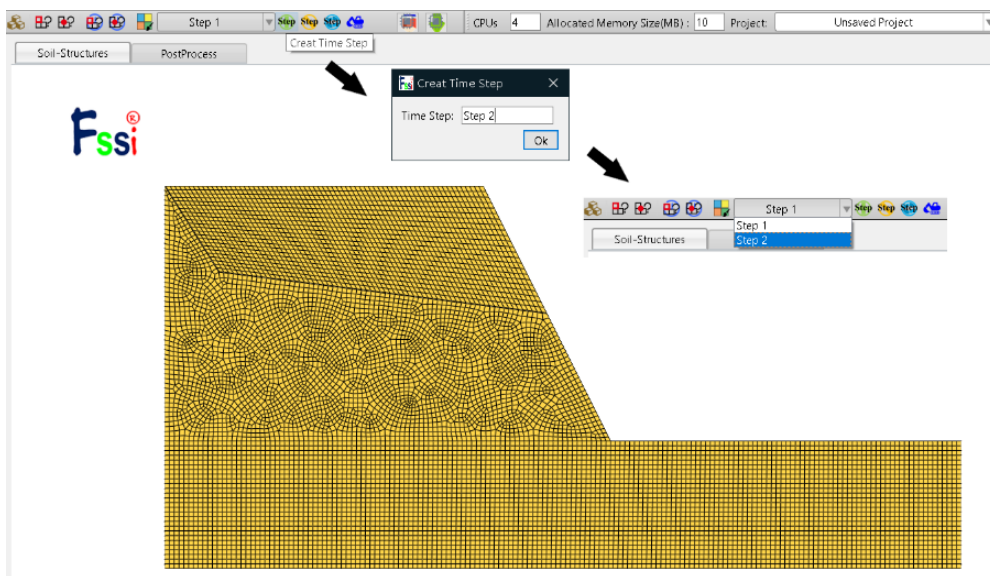 Step 1 Step Step Step CPUs 4 Allocated Memory Size(MB) : 10 Project: Unsaved Project
Creat Time Step
Soil-Structures PostProcess
Fssi®
Fs Creat Time Step
Time Step: Step 2
Ok
Step 1 Step Step Step
Step 1
Soil-Structures Step 2